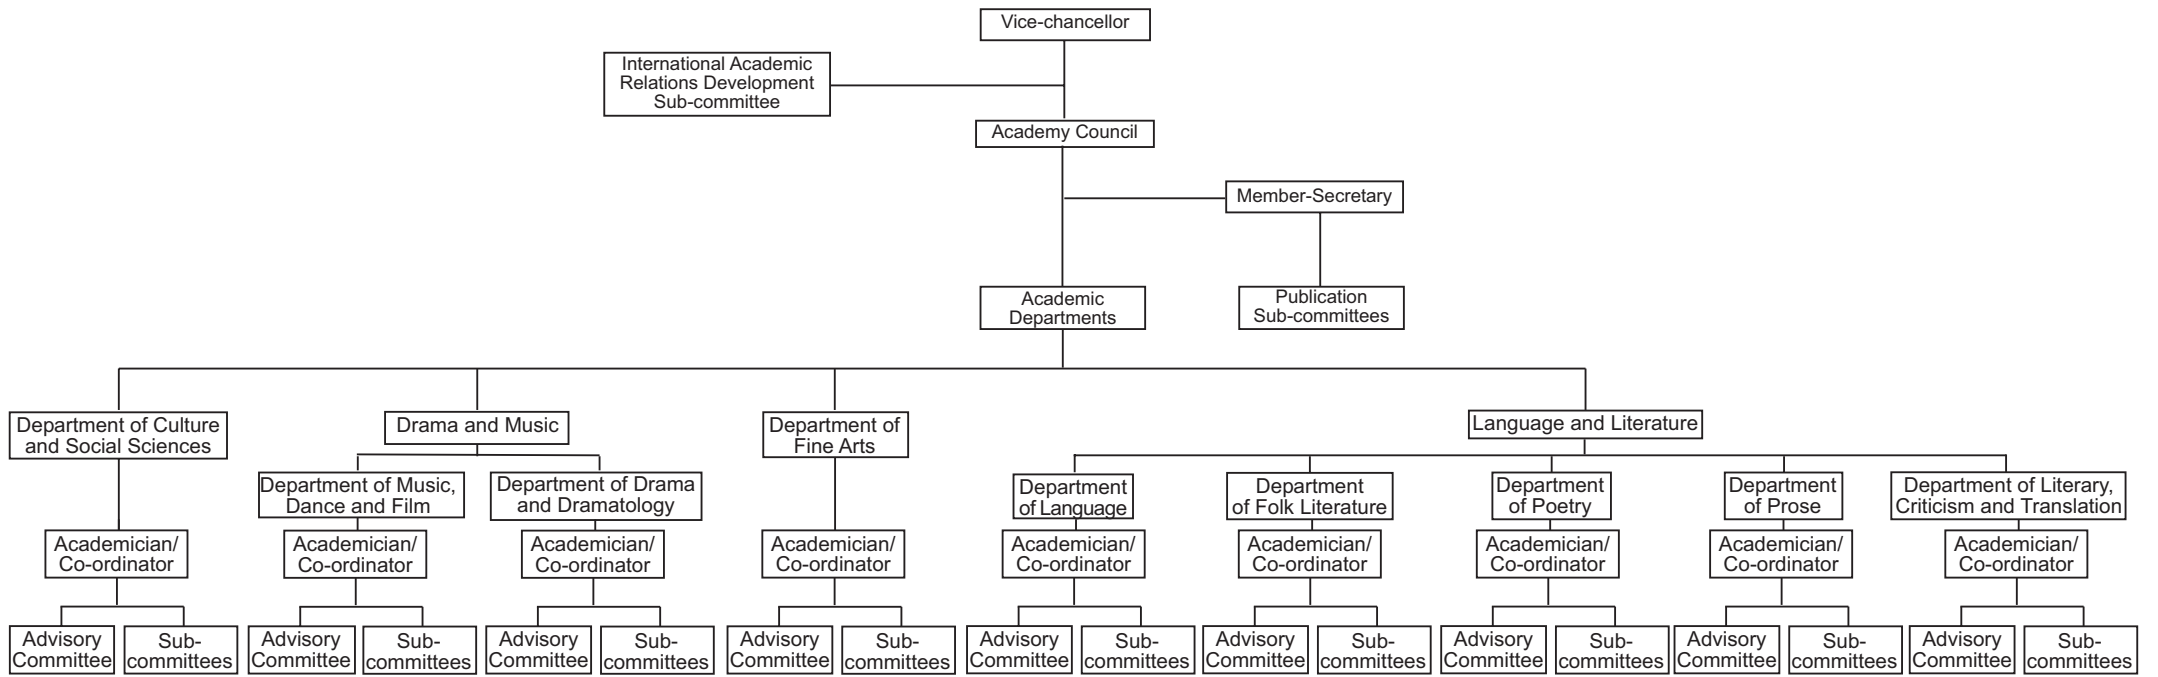 Vice-chancellor
International Academic
Relations Development
Sub-committee
Academy Council
Member-Secretary
Academic
Departments
Publication
Sub-committees
Department of Culture
and Social Sciences
Drama and Music
Department of
Fine Arts
Language and Literature
Department of Music,
Dance and Film
Department of Drama
and Dramatology
Department
of Language
Department
of Folk Literature
Department
of Poetry
Department
of Prose
Department of Literary,
Criticism and Translation
Academician/
Co-ordinator
Academician/
Co-ordinator
Academician/
Co-ordinator
Academician/
Co-ordinator
Academician/
Co-ordinator
Academician/
Co-ordinator
Academician/
Co-ordinator
Academician/
Co-ordinator
Academician/
Co-ordinator
Advisory
Committee
Sub-
committees
Advisory
Committee
Sub-
committees
Advisory
Committee
Sub-
committees
Advisory
Committee
Sub-
committees
Advisory
Committee
Sub-
committees
Advisory
Committee
Sub-
committees
Advisory
Committee
Sub-
committees
Advisory
Committee
Sub-
committees
Advisory
Committee
Sub-
committees